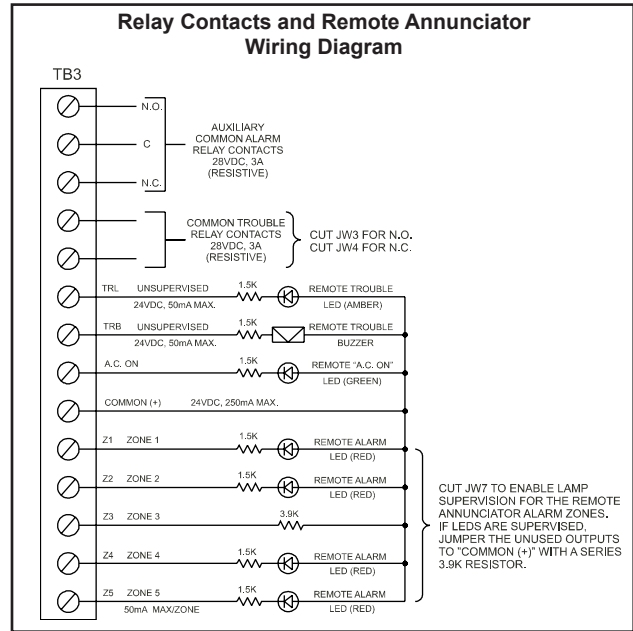 Relay Contacts and Remote Annunciator
Wiring Diagram
TB3
N.O.
C
N.C.
AUXILIARY
COMMON ALARM
RELAY CONTACTS
28VDC, 3A
(RESISTIVE)
COMMON TROUBLE
RELAY CONTACTS
28VDC, 3A
(RESISTIVE)
CUT JW3 FOR N.O.
CUT JW4 FOR N.C.
TRL UNSUPERVISED 1.5K REMOTE TROUBLE
24VDC, 50mA MAX. LED (AMBER)
TRB UNSUPERVISED 1.5K REMOTE TROUBLE
24VDC, 50mA MAX. BUZZER
A.C. ON 1.5K REMOTE "A.C. ON"
LED (GREEN)
COMMON (+) 24VDC, 250mA MAX.
Z1 ZONE 1 1.5K REMOTE ALARM
LED (RED)
Z2 ZONE 2 1.5K REMOTE ALARM
LED (RED)
Z3 ZONE 3 3.9K
Z4 ZONE 4 1.5K REMOTE ALARM
LED (RED)
Z5 ZONE 5 1.5K REMOTE ALARM
50mA MAX/ZONE LED (RED)
CUT JW7 TO ENABLE LAMP
SUPERVISION FOR THE REMOTE
ANNUNCIATOR ALARM ZONES.
IF LEDS ARE SUPERVISED,
JUMPER THE UNUSED OUTPUTS
TO "COMMON (+)" WITH A SERIES
3.9K RESISTOR.